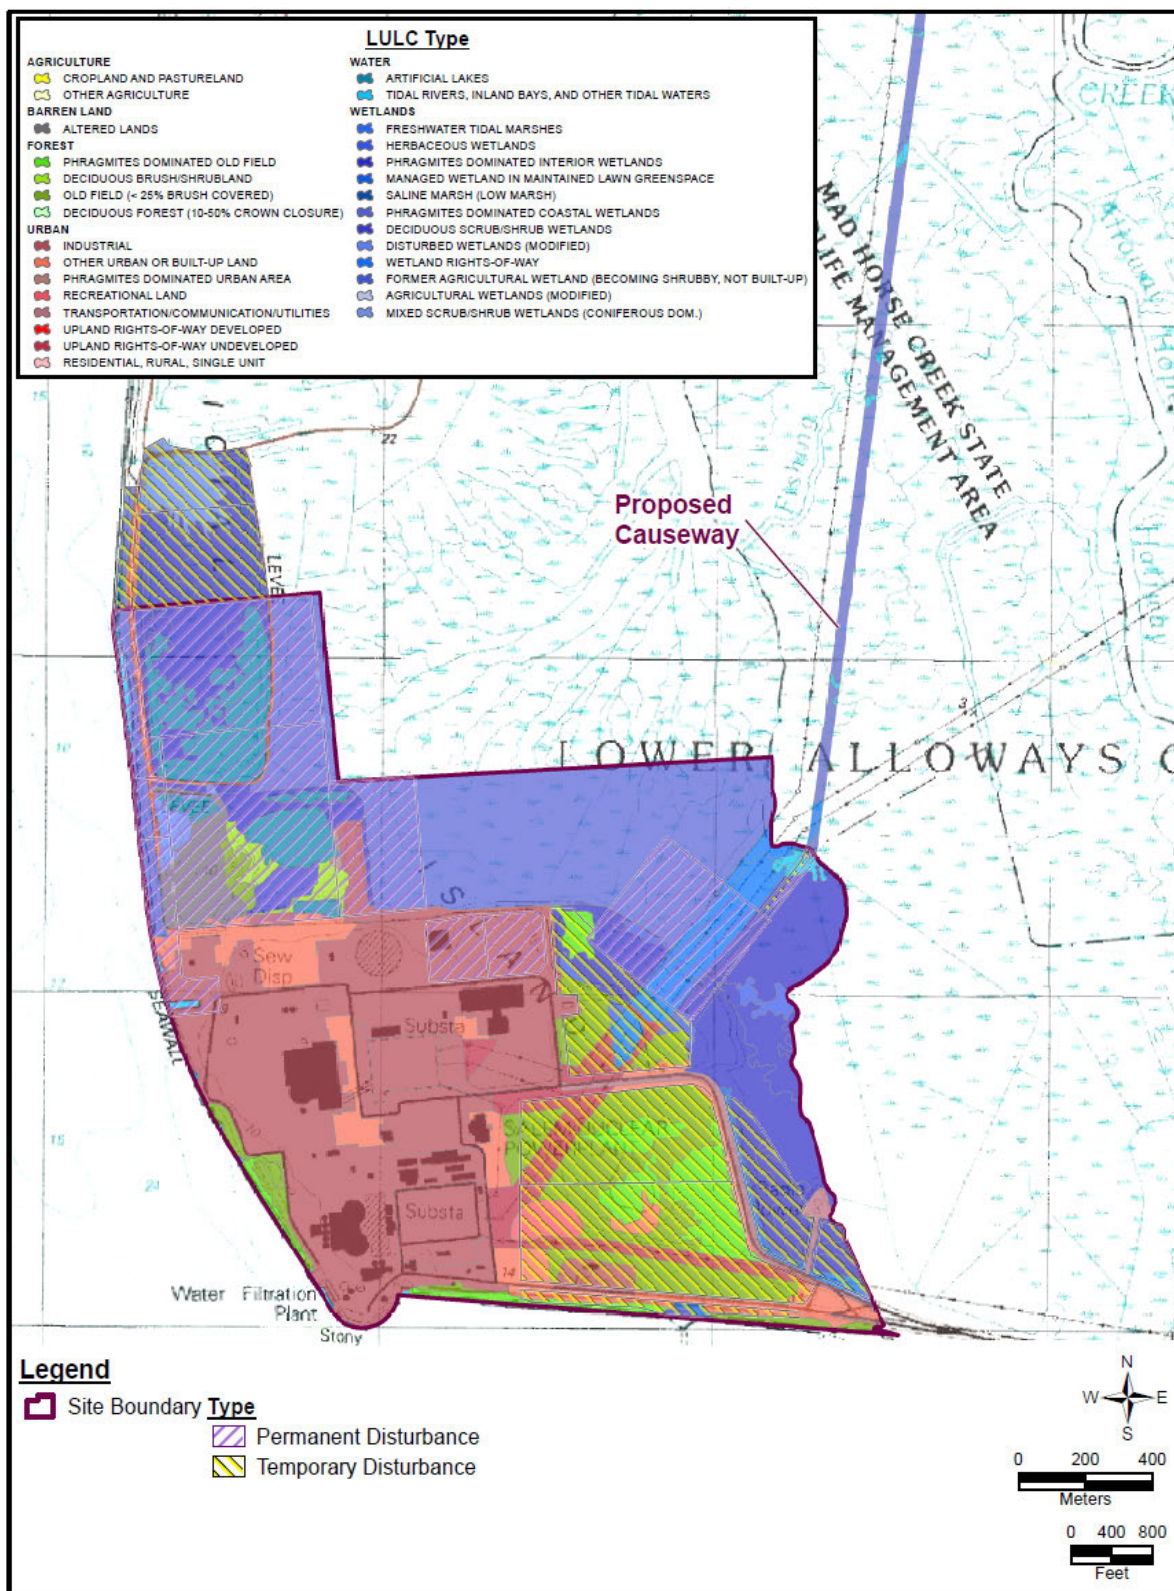 LULC Type
AGRICULTURE
CROPLAND AND PASTURELAND
OTHER AGRICULTURE
BARREN LAND
ALTERED LANDS
FOREST
PHRAGMITES DOMINATED OLD FIELD
DECIDUOUS BRUSH/SHRUBLAND
OLD FIELD (< 25% BRUSH COVERED)
DECIDUOUS FOREST (10-50% CROWN CLOSURE)
URBAN
INDUSTRIAL
OTHER URBAN OR BUILT-UP LAND
PHRAGMITES DOMINATED URBAN AREA
RECREATIONAL LAND
TRANSPORTATION/COMMUNICATION/UTILITIES
UPLAND RIGHTS-OF-WAY DEVELOPED
UPLAND RIGHTS-OF-WAY UNDEVELOPED
RESIDENTIAL, RURAL, SINGLE UNIT
WATER
ARTIFICIAL LAKES
TIDAL RIVERS, INLAND BAYS, AND OTHER TIDAL WATERS
WETLANDS
FRESHWATER TIDAL MARSHES
HERBACEOUS WETLANDS
PHRAGMITES DOMINATED INTERIOR WETLANDS
MANAGED WETLAND IN MAINTAINED LAWN GREENSPACE
SALINE MARSH (LOW MARSH)
PHRAGMITES DOMINATED COASTAL WETLANDS
DECIDUOUS SCRUB/SHRUB WETLANDS
DISTURBED WETLANDS (MODIFIED)
WETLAND RIGHTS-OF-WAY
FORMER AGRICULTURAL WETLAND (BECOMING SHRUBBY, NOT BUILT-UP)
AGRICULTURAL WETLANDS (MODIFIED)
MIXED SCRUB/SHRUB WETLANDS (CONIFEROUS DOM.)
CREEK
MAD HORSE CREEK STATE
LIFE MANAGEMENT AREA
22
Proposed
Causeway
LOWER ALLOWAYS C
Sew
Disp
SEAWALL
Substa
Substa
14
Water Filtration
Plant
Stony
Legend
Site Boundary
Type
Permanent Disturbance
Temporary Disturbance
N
W E
S
0 200 400
Meters
0 400 800
Feet